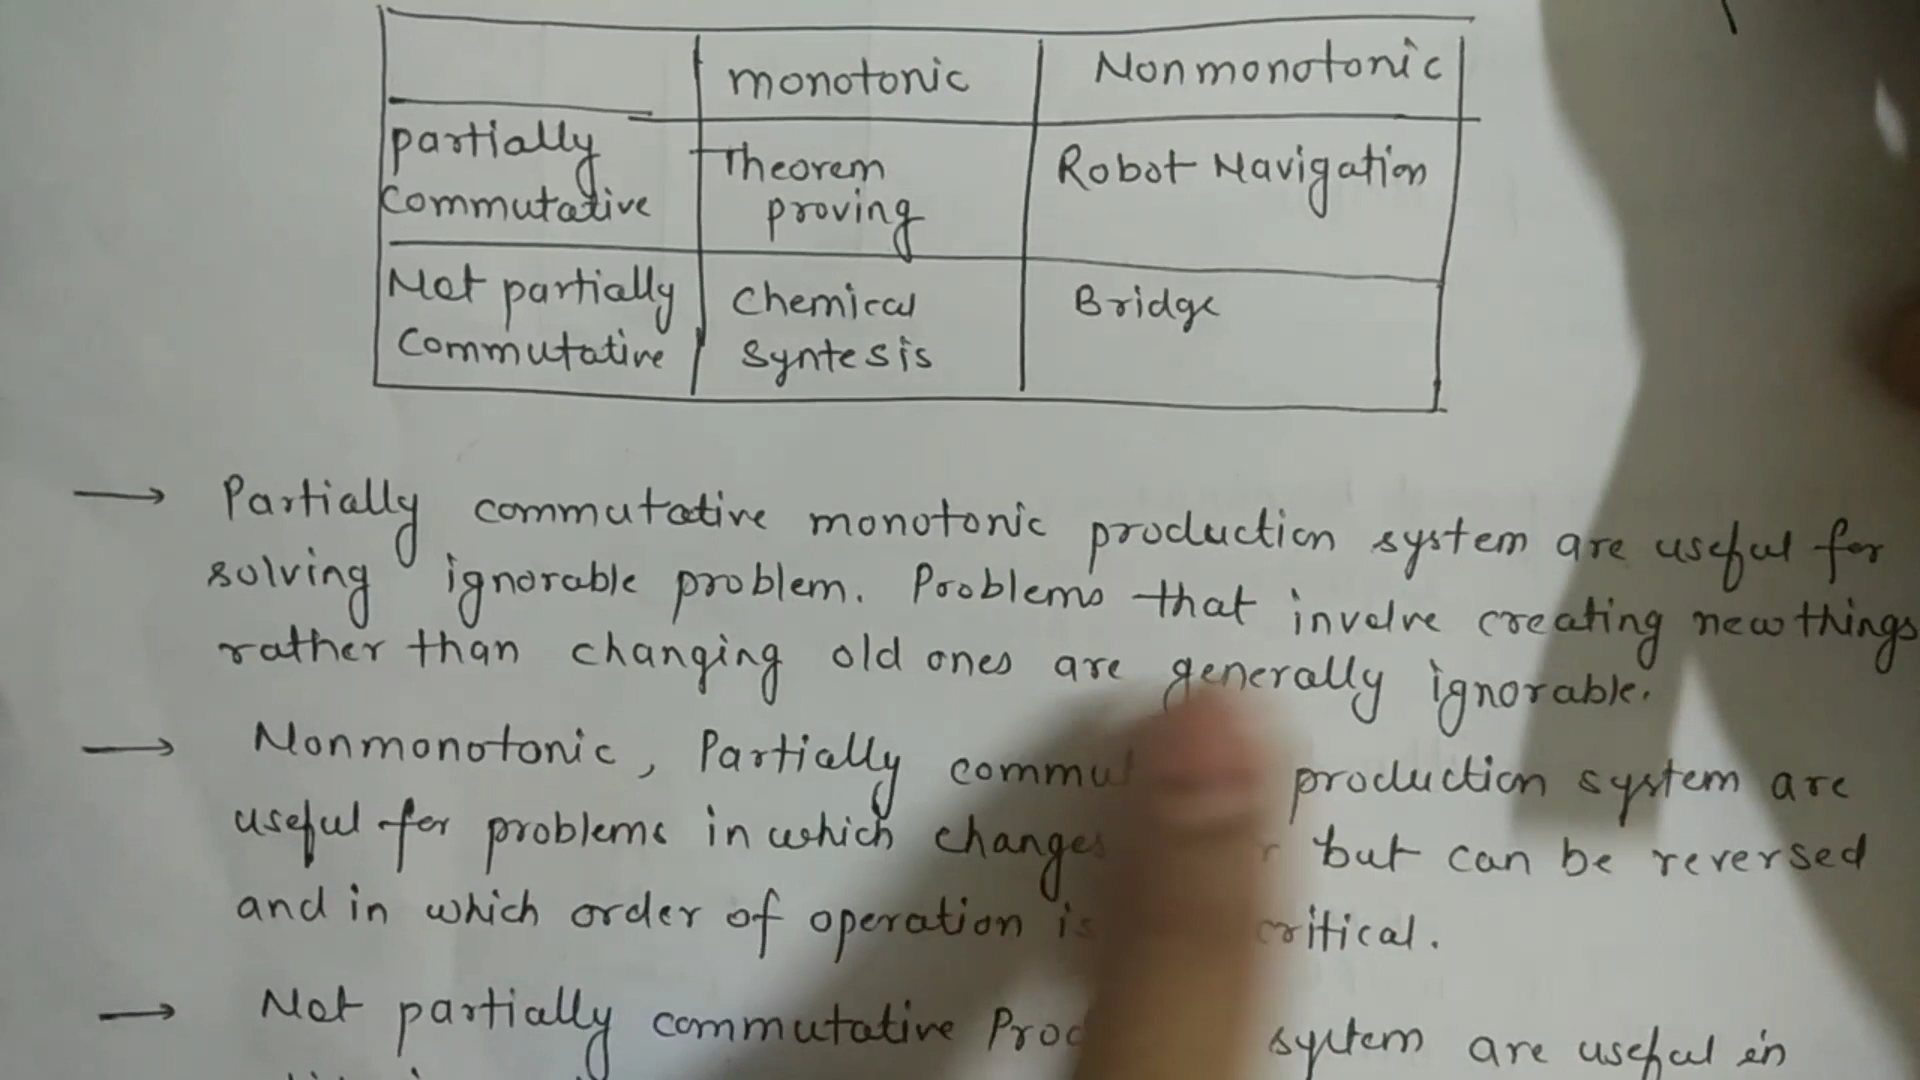 monotonic Nonmonotonic
partially commutative Theorem proving Robot Navigation
Not partially commutative Chemical syntesis Bridge
→ Partially commutative monotonic production system are useful for
solving ignorable problem. Problems that involve creating new things
rather than changing old ones are generally ignorable.
→ Nonmonotonic, Partially production system are
useful for problems in which changes but can be reversed
and in which order of operation is critical.
→ Not partially commutative system are useful in